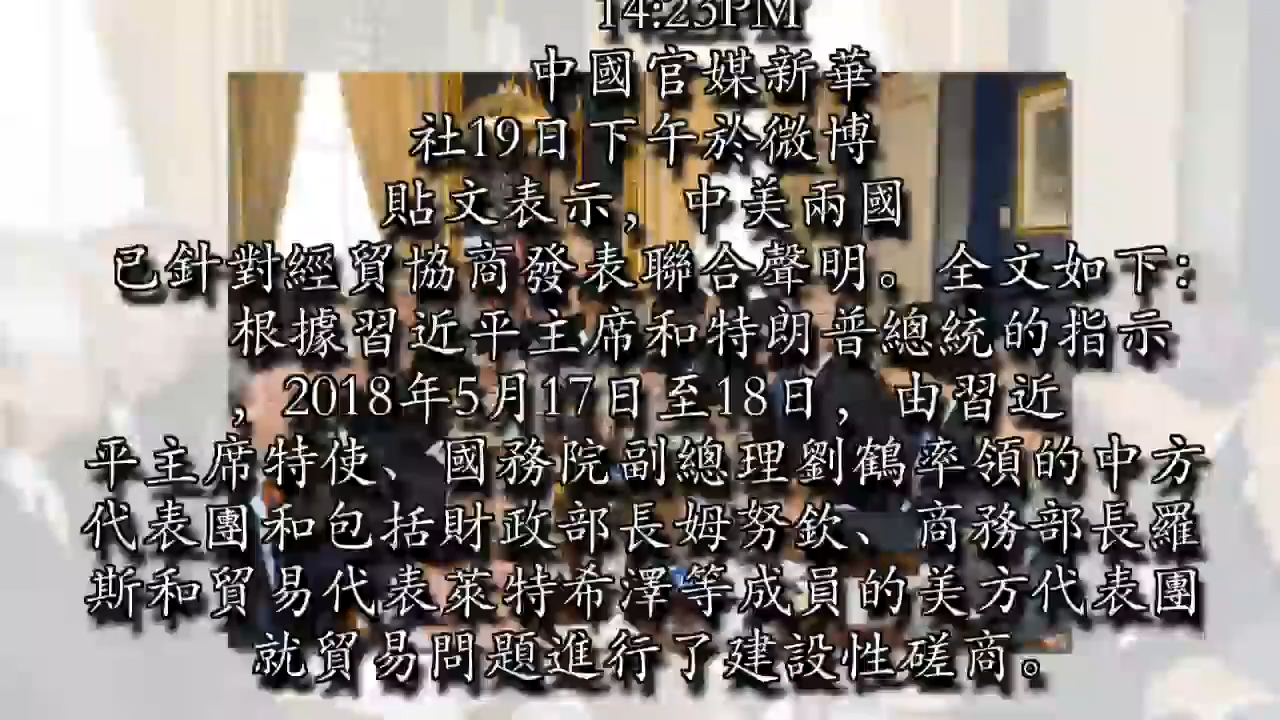 14:23PM
中國官媒新華
社19日下午於微博
貼文表示，中美兩國
已針對經貿協商發表聯合聲明。全文如下：
根據習近平主席和特朗普總統的指示
，2018年5月17日至18日，由習近
平主席特使、國務院副總理劉鶴率領的中方
代表團和包括財政部長姆努欽、商務部長羅
斯和貿易代表萊特希澤等成員的美方代表團
就貿易問題進行了建設性磋商。